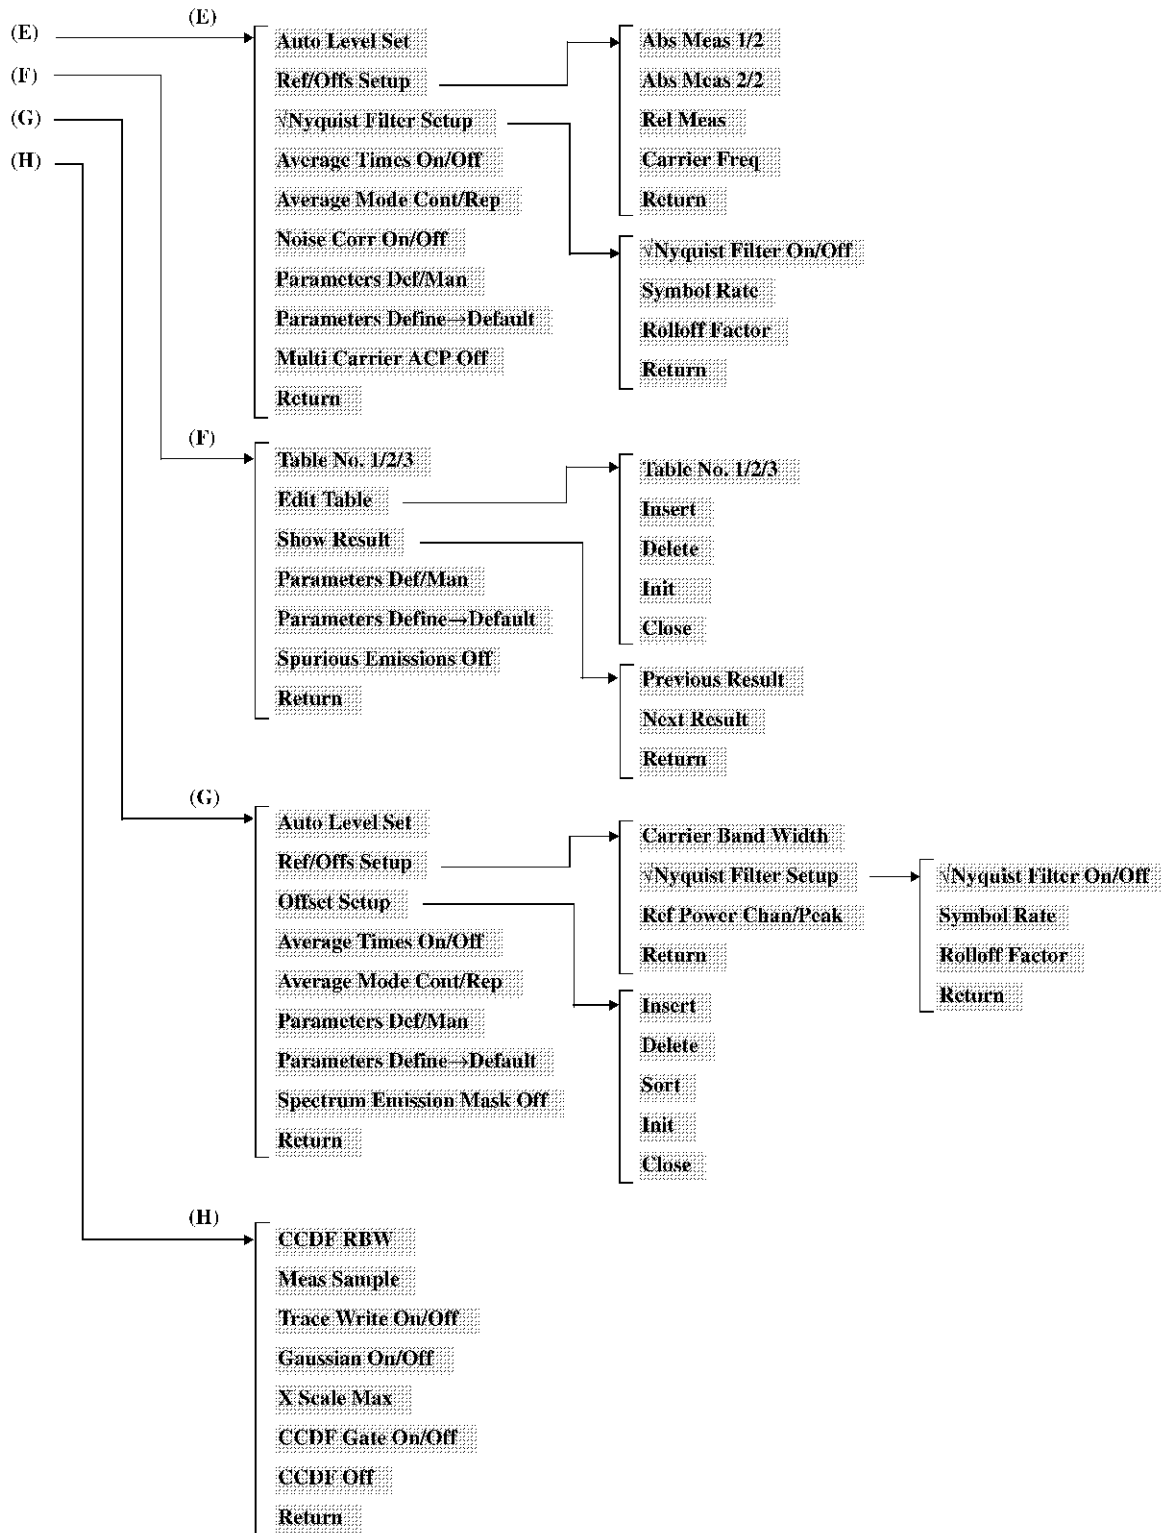 (E)
(F)
(G)
(H)
(E)
Auto Level Set
Ref/Offs Setup
√Nyquist Filter Setup
Average Times On/Off
Average Mode Cont/Rep
Noise Corr On/Off
Parameters Def/Man
Parameters Define→Default
Multi Carrier ACP Off
Return
Abs Meas 1/2
Abs Meas 2/2
Rel Meas
Carrier Freq
Return
√Nyquist Filter On/Off
Symbol Rate
Rolloff Factor
Return
(F)
Table No. 1/2/3
Edit Table
Show Result
Parameters Def/Man
Parameters Define→Default
Spurious Emissions Off
Return
Table No. 1/2/3
Insert
Delete
Init
Close
Previous Result
Next Result
Return
(G)
Auto Level Set
Ref/Offs Setup
Offset Setup
Average Times On/Off
Average Mode Cont/Rep
Parameters Def/Man
Parameters Define→Default
Spectrum Emission Mask Off
Return
Carrier Band Width
√Nyquist Filter Setup
Ref Power Chan/Peak
Return
√Nyquist Filter On/Off
Symbol Rate
Rolloff Factor
Return
Insert
Delete
Sort
Init
Close
(H)
CCDF RBW
Meas Sample
Trace Write On/Off
Gaussian On/Off
X Scale Max
CCDF Gate On/Off
CCDF Off
Return